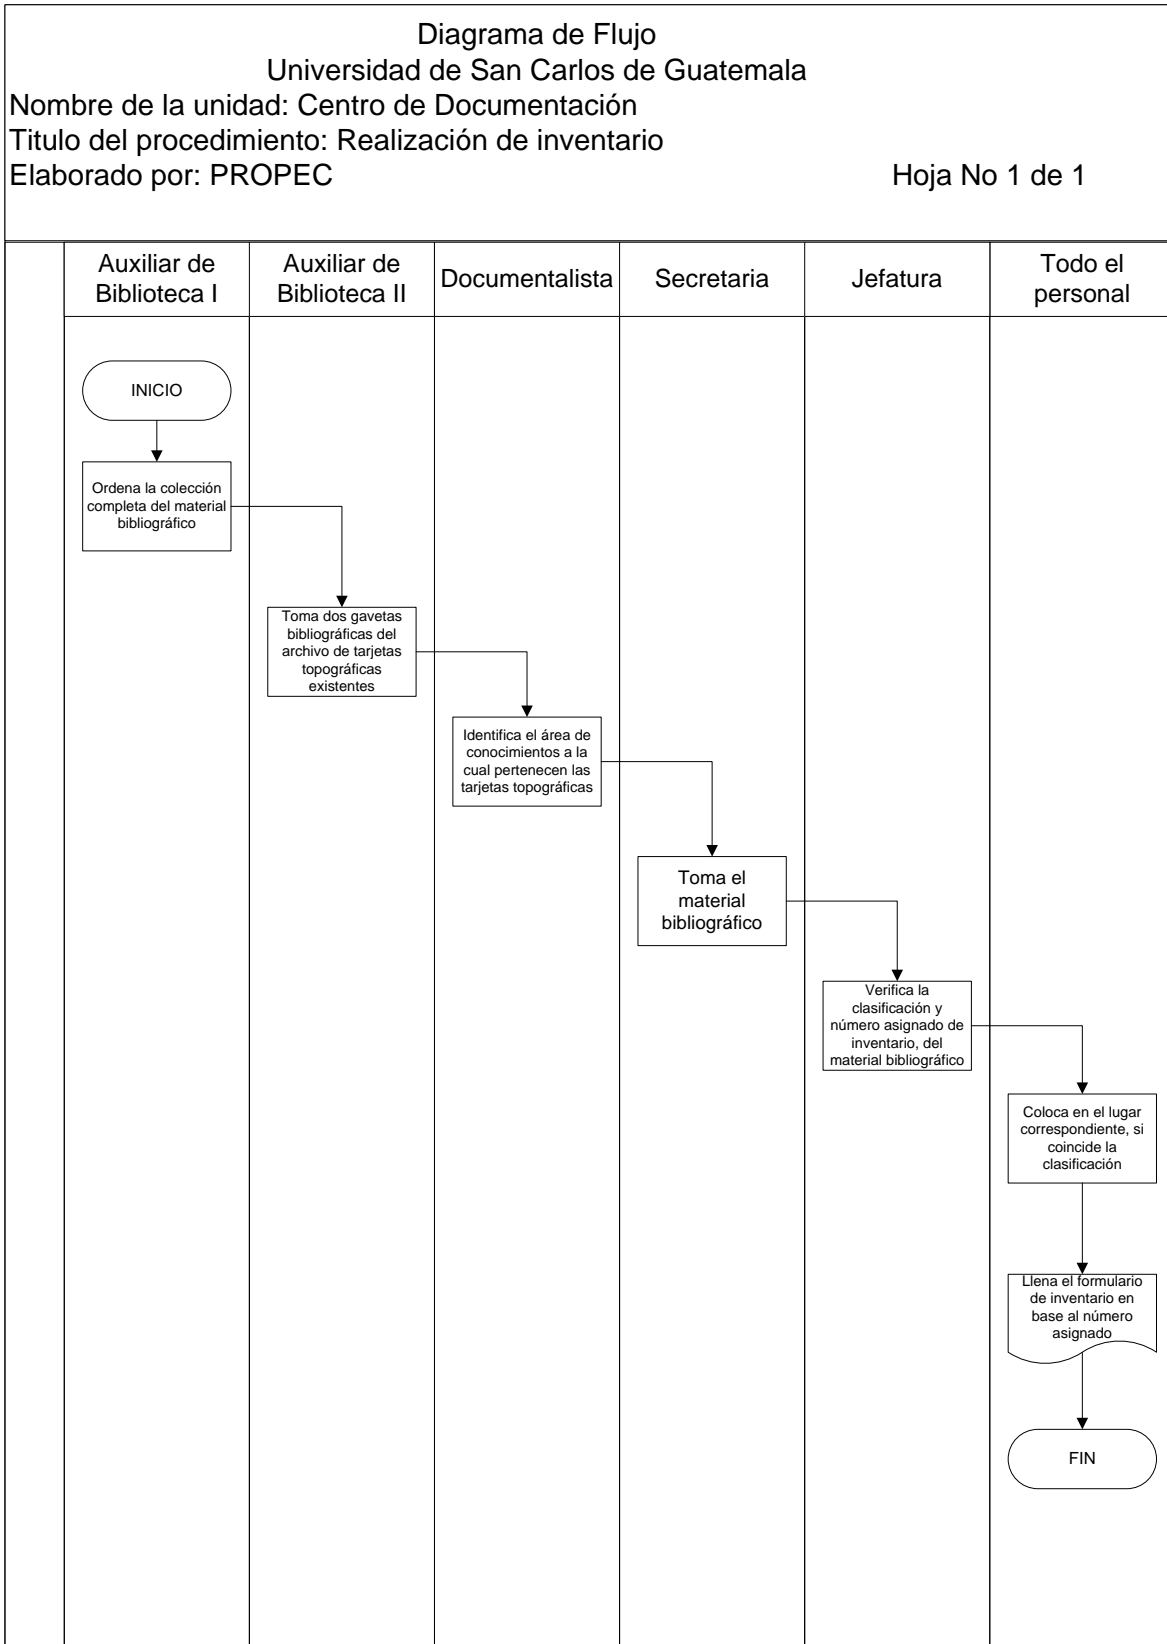 Diagrama de Flujo
Universidad de San Carlos de Guatemala
Nombre de la unidad: Centro de Documentación
Titulo del procedimiento: Realización de inventario
Elaborado por: PROPEC Hoja No 1 de 1
Auxiliar de
Biblioteca I
Auxiliar de
Biblioteca II
Documentalista
Secretaria
Jefatura
Todo el
personal
INICIO
Ordena la colección
completa del material
bibliográfico
Toma dos gavetas
bibliográficas del
archivo de tarjetas
topográficas
existentes
Identifica el área de
conocimientos a la
cual pertenecen las
tarjetas topográficas
Toma el
material
bibliográfico
Verifica la
clasificación y
número asignado de
inventario, del
material bibliográfico
Coloca en el lugar
correspondiente, si
coincide la
clasificación
Llena el formulario
de inventario en
base al número
asignado
FIN